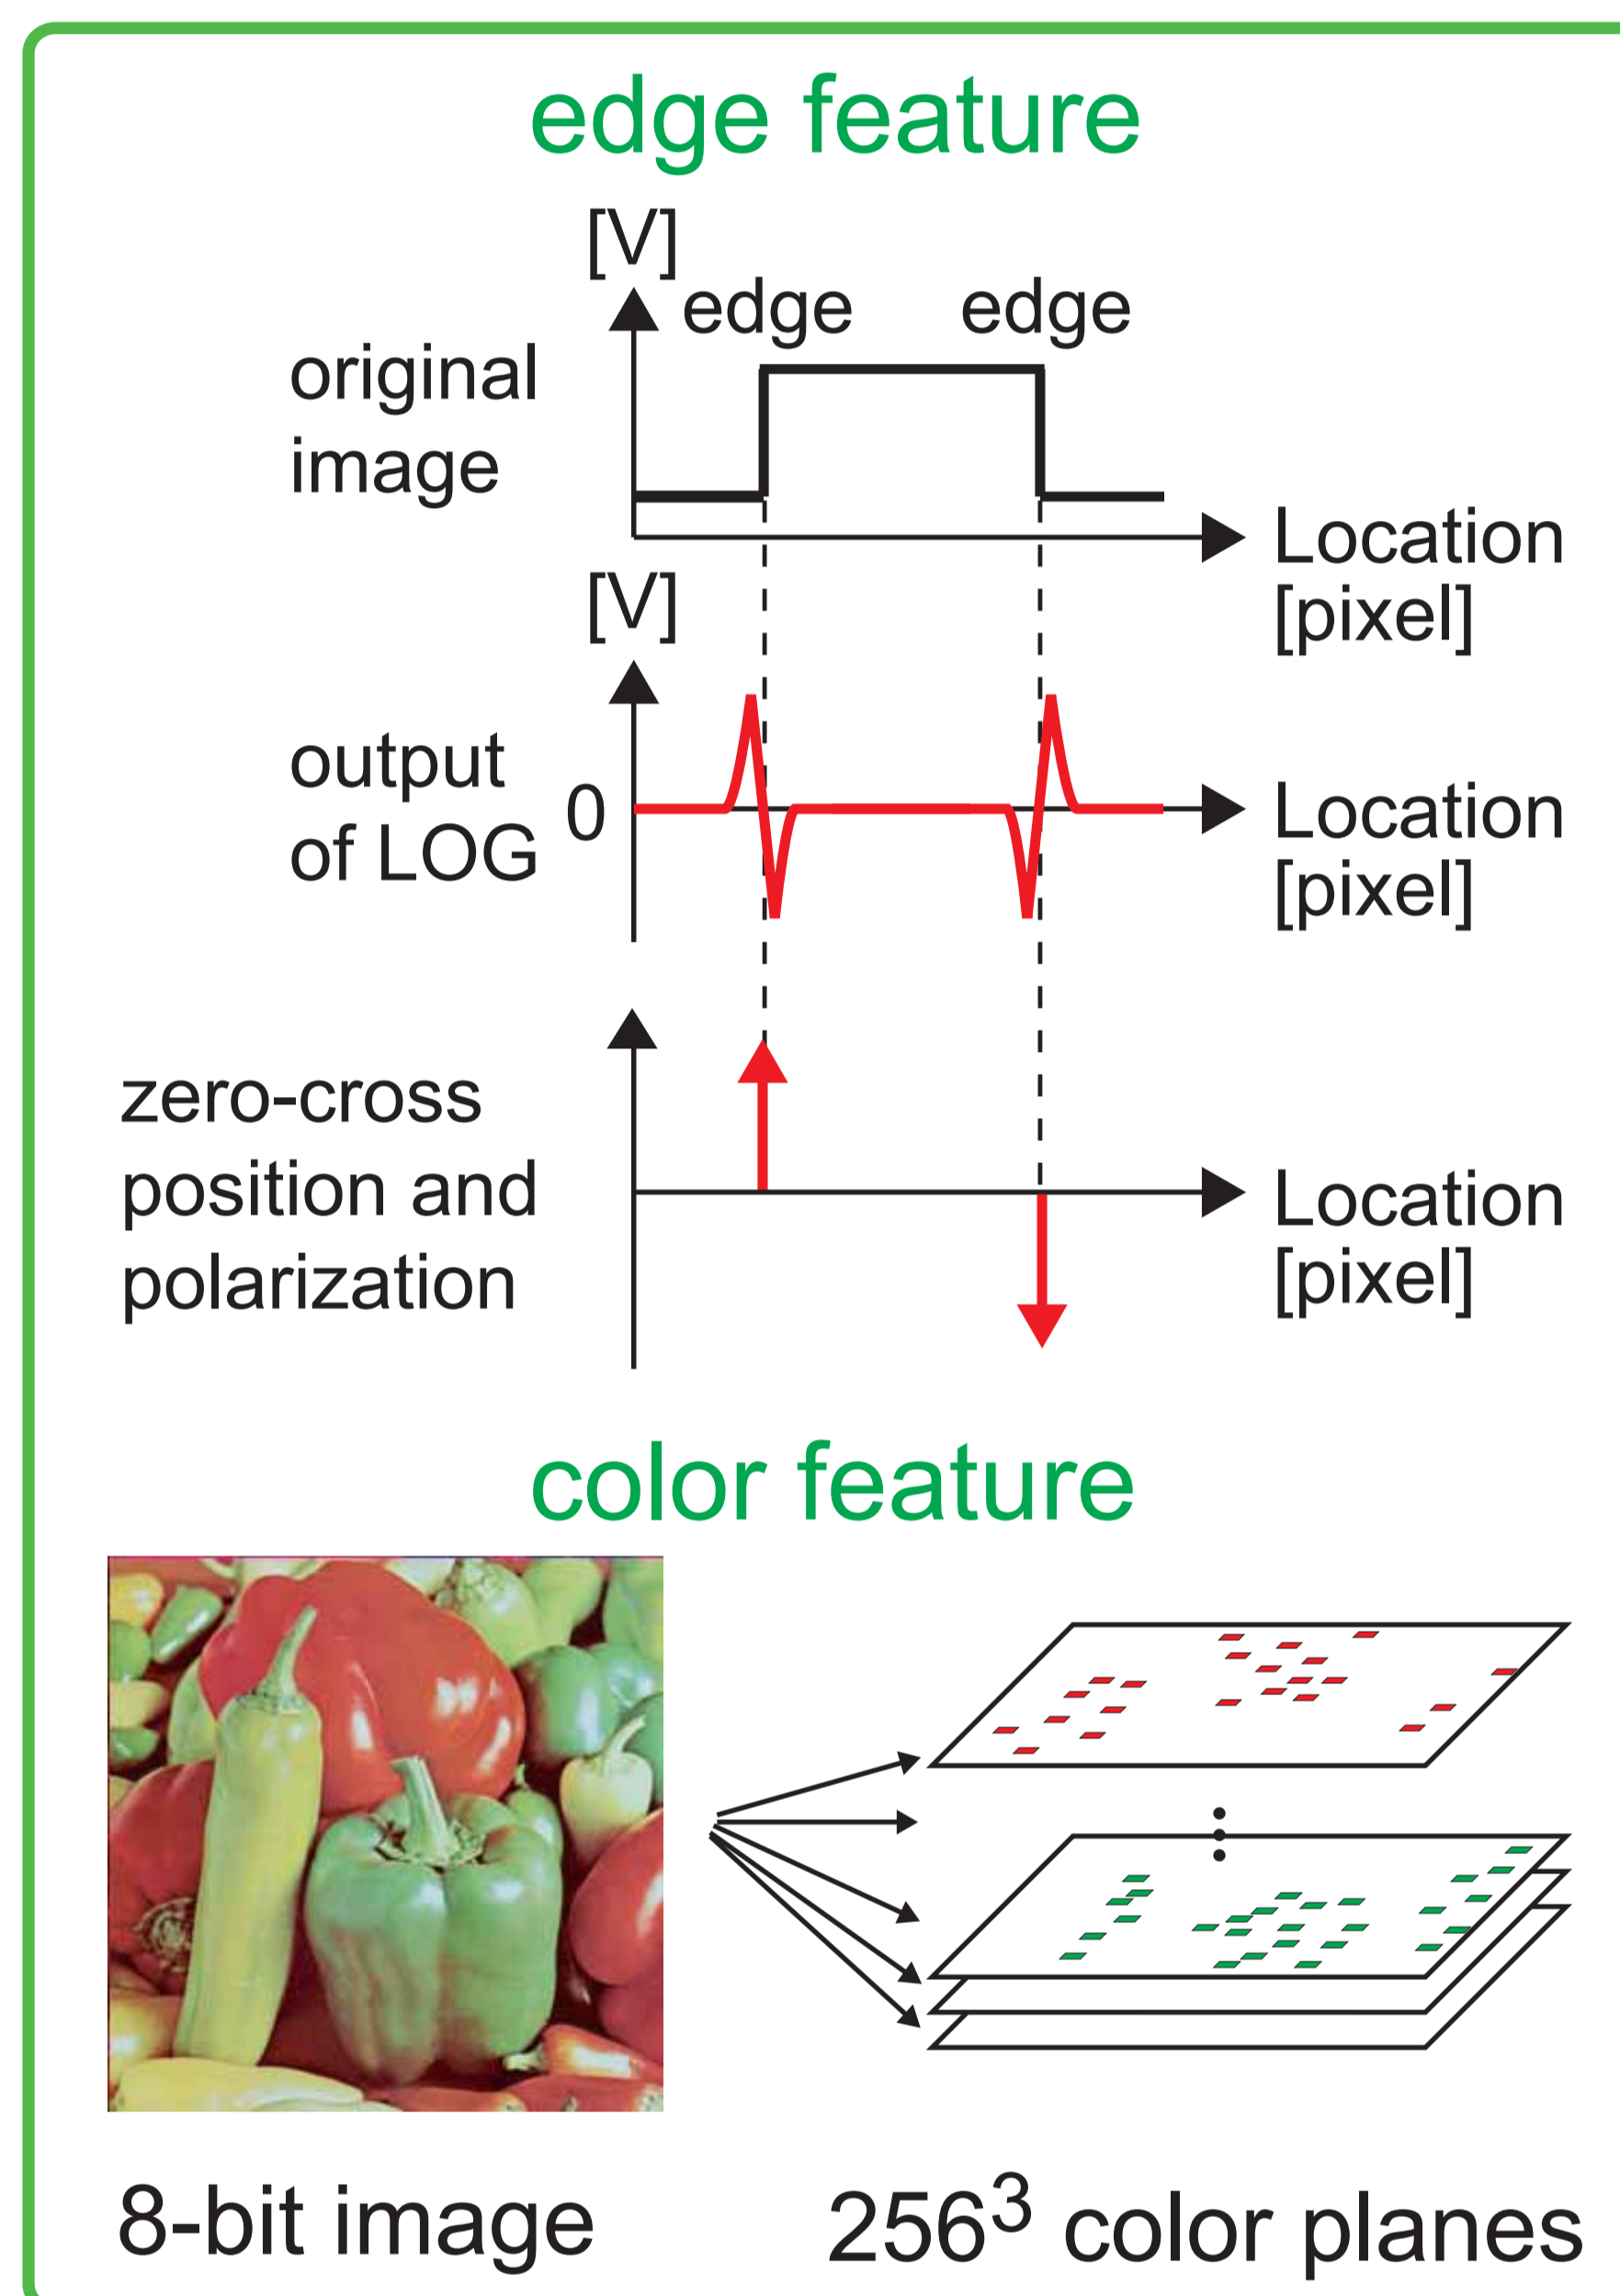 edge feature
[V]
edge edge
original
image
Location
[pixel]
[V]
output
of LOG
0
Location
[pixel]
zero-cross
position and
polarization
Location
[pixel]
color feature
8-bit image
256³ color planes